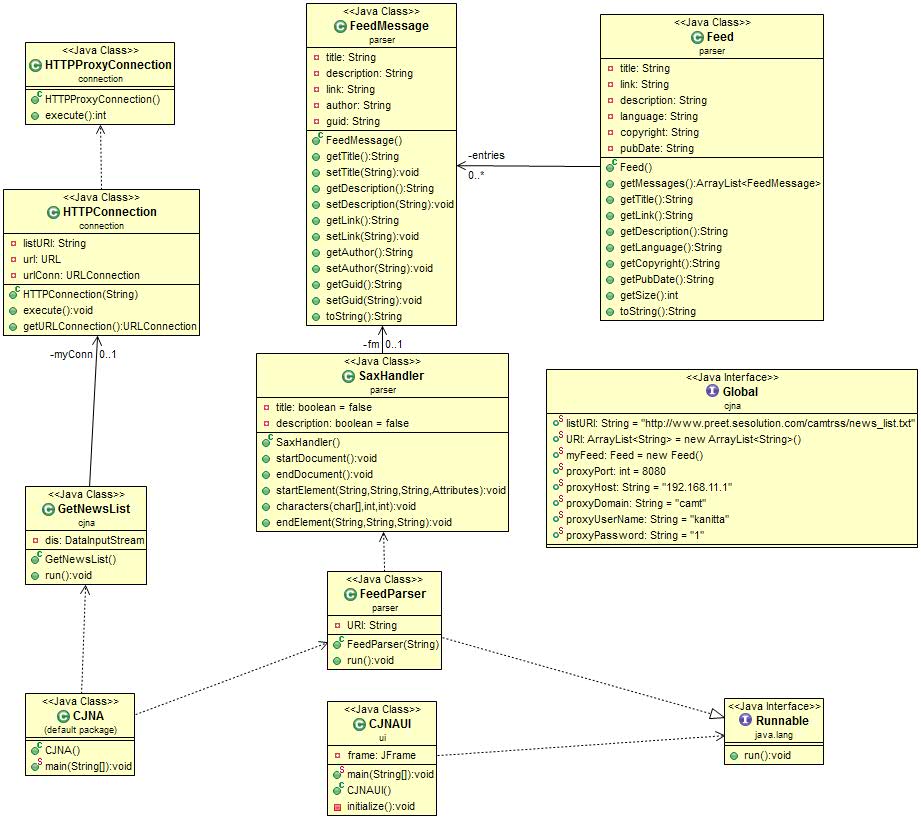 <<Java Class>>
HTTPProxyConnection
connection
HTTPProxyConnection()
execute():int
<<Java Class>>
FeedMessage
parser
title: String
description: String
link: String
author: String
guid: String
FeedMessage()
getTitle():String
setTitle(String):void
getDescription():String
setDescription(String):void
getLink():String
setLink(String):void
getAuthor():String
setAuthor(String):void
getGuid():String
setGuid(String):void
toString():String
-entries
0..*
<<Java Class>>
Feed
parser
title: String
link: String
description: String
language: String
copyright: String
pubDate: String
Feed()
getMessages():ArrayList<FeedMessage>
getTitle():String
getLink():String
getDescription():String
getLanguage():String
getCopyright():String
getPubDate():String
getSize():int
toString():String
<<Java Class>>
HTTPConnection
connection
listURI: String
url: URL
urlConn: URLConnection
HTTPConnection(String)
execute():void
getURLConnection():URLConnection
-myConn 0..1
-fm 0..1
<<Java Class>>
SaxHandler
parser
title: boolean = false
description: boolean = false
SaxHandler()
startDocument():void
endDocument():void
startElement(String,String,String,Attributes):void
characters(char[],int,int):void
endElement(String,String,String):void
<<Java Interface>>
Global
cjna
listURI: String = "http://www.preet.sesolution.com/camtrss/news_list.txt"
URI: ArrayList<String> = new ArrayList<String>()
myFeed: Feed = new Feed()
proxyPort: int = 8080
proxyHost: String = "192.168.11.1"
proxyDomain: String = "camt"
proxyUserName: String = "kanitta"
proxyPassword: String = "1"
<<Java Class>>
GetNewsList
cjna
dis: DataInputStream
GetNewsList()
run():void
<<Java Class>>
FeedParser
parser
URI: String
FeedParser(String)
run():void
<<Java Class>>
CJNA
(default package)
CJNA()
main(String[]):void
<<Java Class>>
CJNAUI
ui
frame: JFrame
main(String[]):void
CJNAUI()
initialize():void
<<Java Interface>>
Runnable
java.lang
run():void